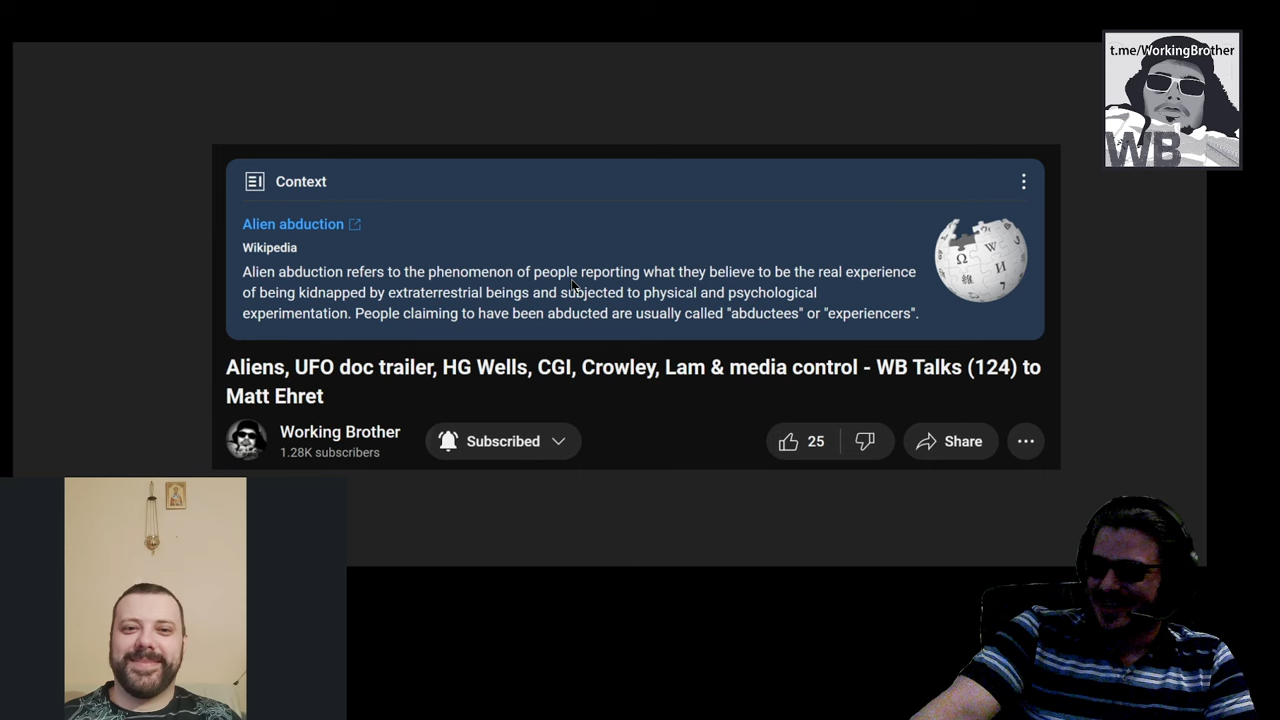 t.me/WorkingBrother
WB
Context
Alien abduction
Wikipedia
Alien abduction refers to the phenomenon of people reporting what they believe to be the real experience
of being kidnapped by extraterrestrial beings and subjected to physical and psychological
experimentation. People claiming to have been abducted are usually called "abductees" or "experiencers".
Aliens, UFO doc trailer, HG Wells, CGI, Crowley, Lam & media control - WB Talks (124) to
Matt Ehret
Working Brother
1.28K subscribers
Subscribed
25
Share